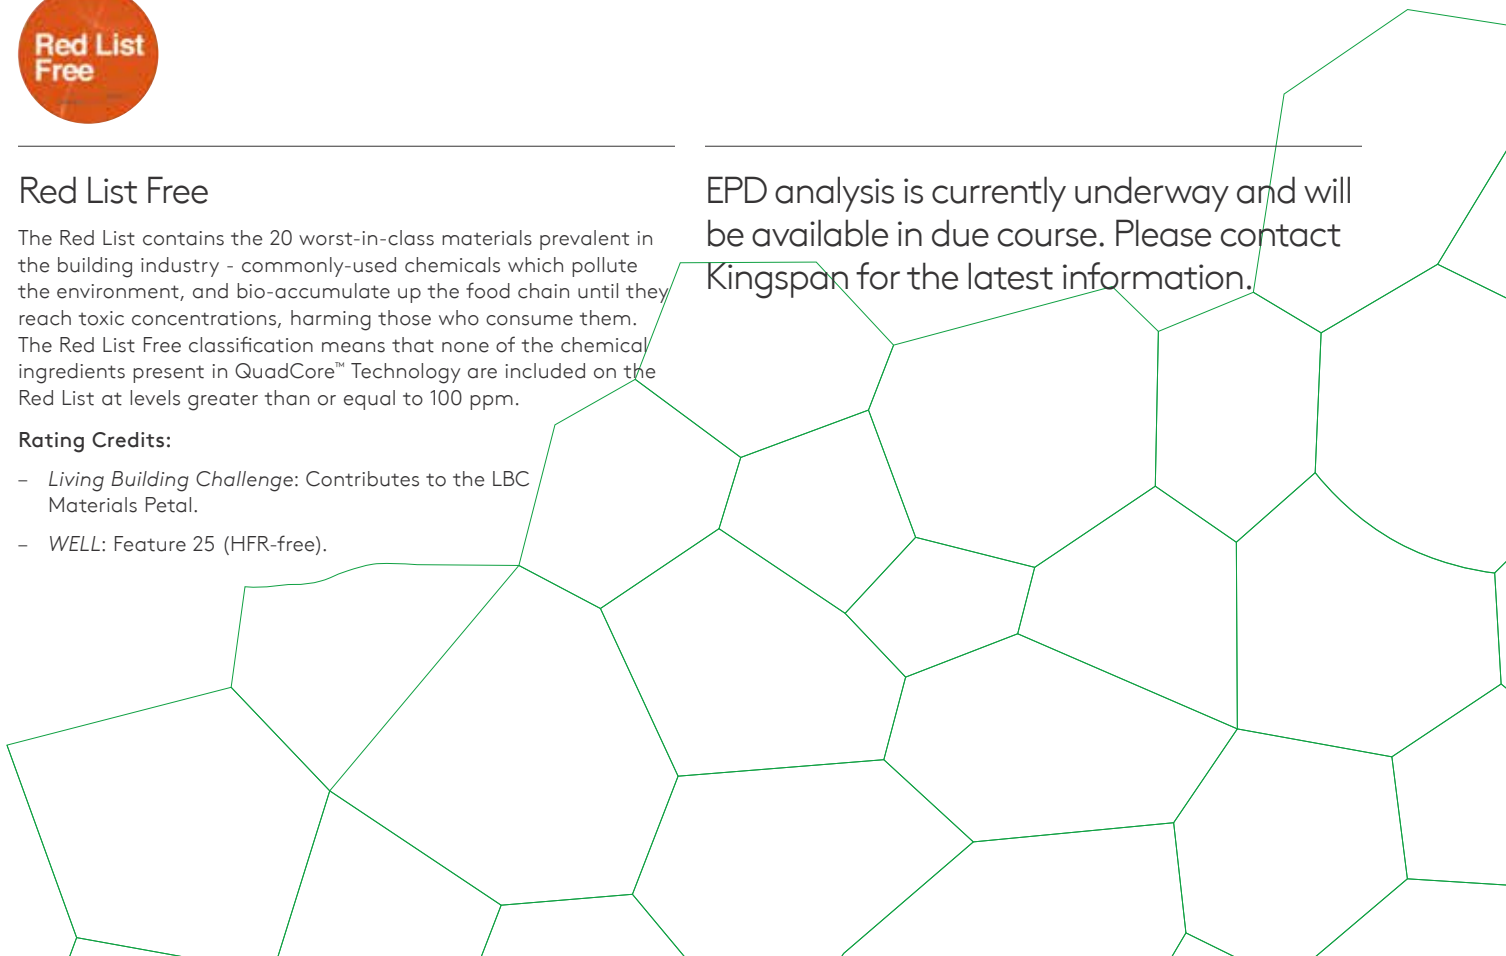 Red List
Free
Red List Free
The Red List contains the 20 worst-in-class materials prevalent in
the building industry - commonly-used chemicals which pollute
the environment, and bio-accumulate up the food chain until they
reach toxic concentrations, harming those who consume them.
The Red List Free classification means that none of the chemical
ingredients present in QuadCore™ Technology are included on the
Red List at levels greater than or equal to 100 ppm.
Rating Credits:
– Living Building Challenge: Contributes to the LBC
Materials Petal.
– WELL: Feature 25 (HFR-free).
EPD analysis is currently underway and will
be available in due course. Please contact
Kingspan for the latest information.